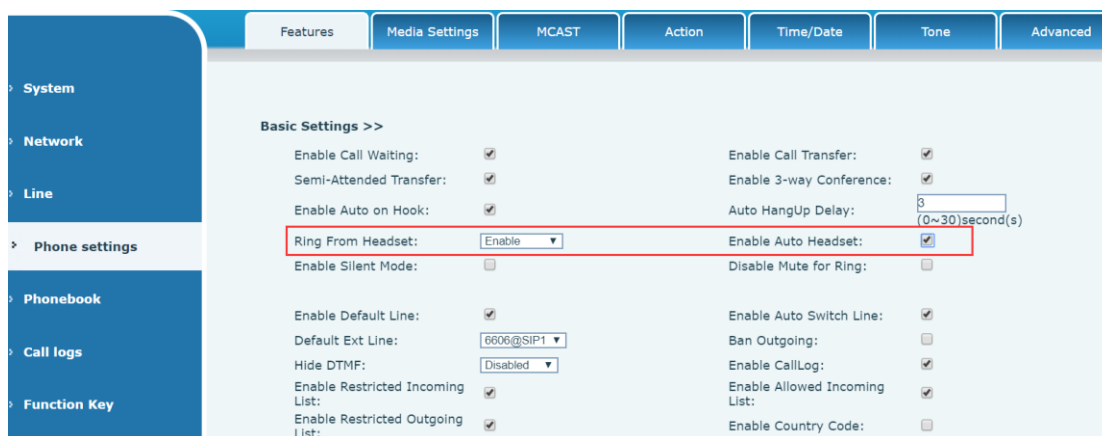 Features Media Settings MCAST Action Time/Date Tone Advanced
System
Network
Line
Phone settings
Phonebook
Call logs
Function Key
Basic Settings >>
Enable Call Waiting: Enable Call Transfer:
Semi-Attended Transfer: Enable 3-way Conference:
Enable Auto on Hook: Auto HangUp Delay: 3
(0~30)second(s)
Ring From Headset: Enable Enable Auto Headset:
Enable Silent Mode: Disable Mute for Ring:
Enable Default Line: Enable Auto Switch Line:
Default Ext Line: 6606@SIP1 Ban Outgoing:
Hide DTMF: Disabled Enable CallLog:
Enable Restricted Incoming
List:
Enable Allowed Incoming
List:
Enable Restricted Outgoing
List:
Enable Country Code: